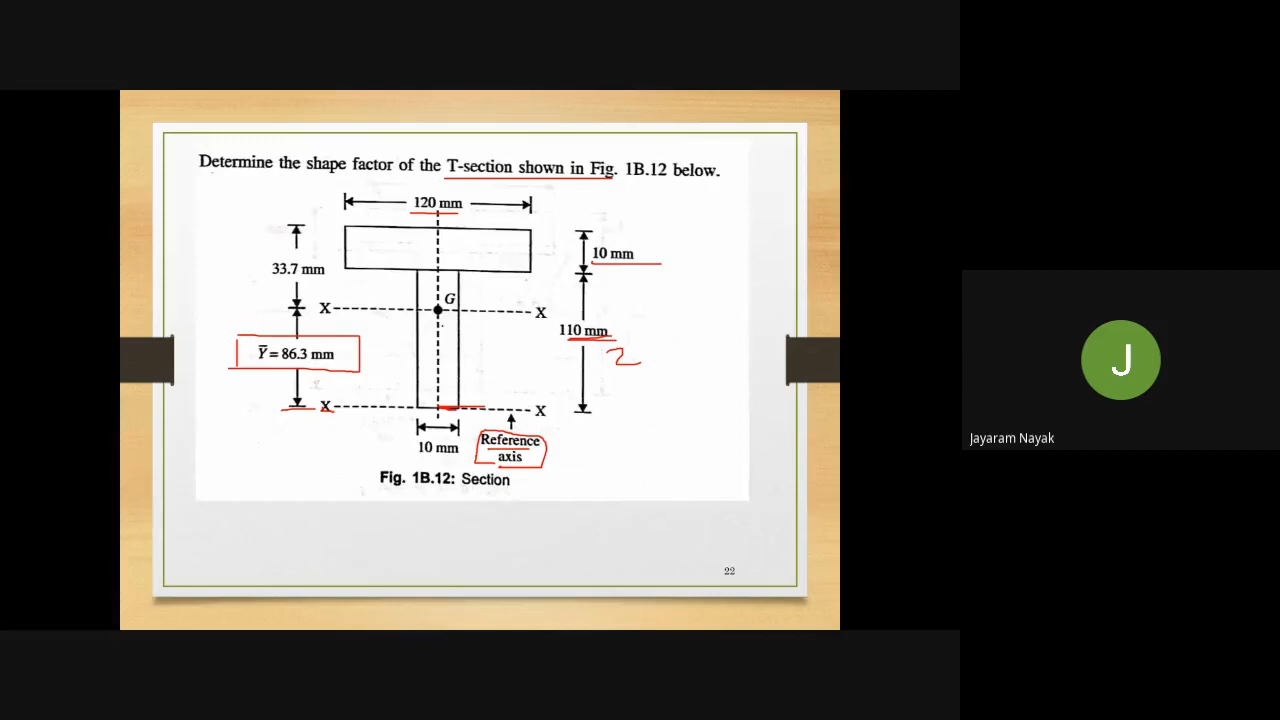 Determine the shape factor of the T-section shown in Fig. 1B.12 below.
120 mm
10 mm
33.7 mm
G
X
X
110 mm
Ȳ = 86.3 mm
2
X
X
10 mm
Reference
axis
Fig. 1B.12: Section
22
J
Jayaram Nayak